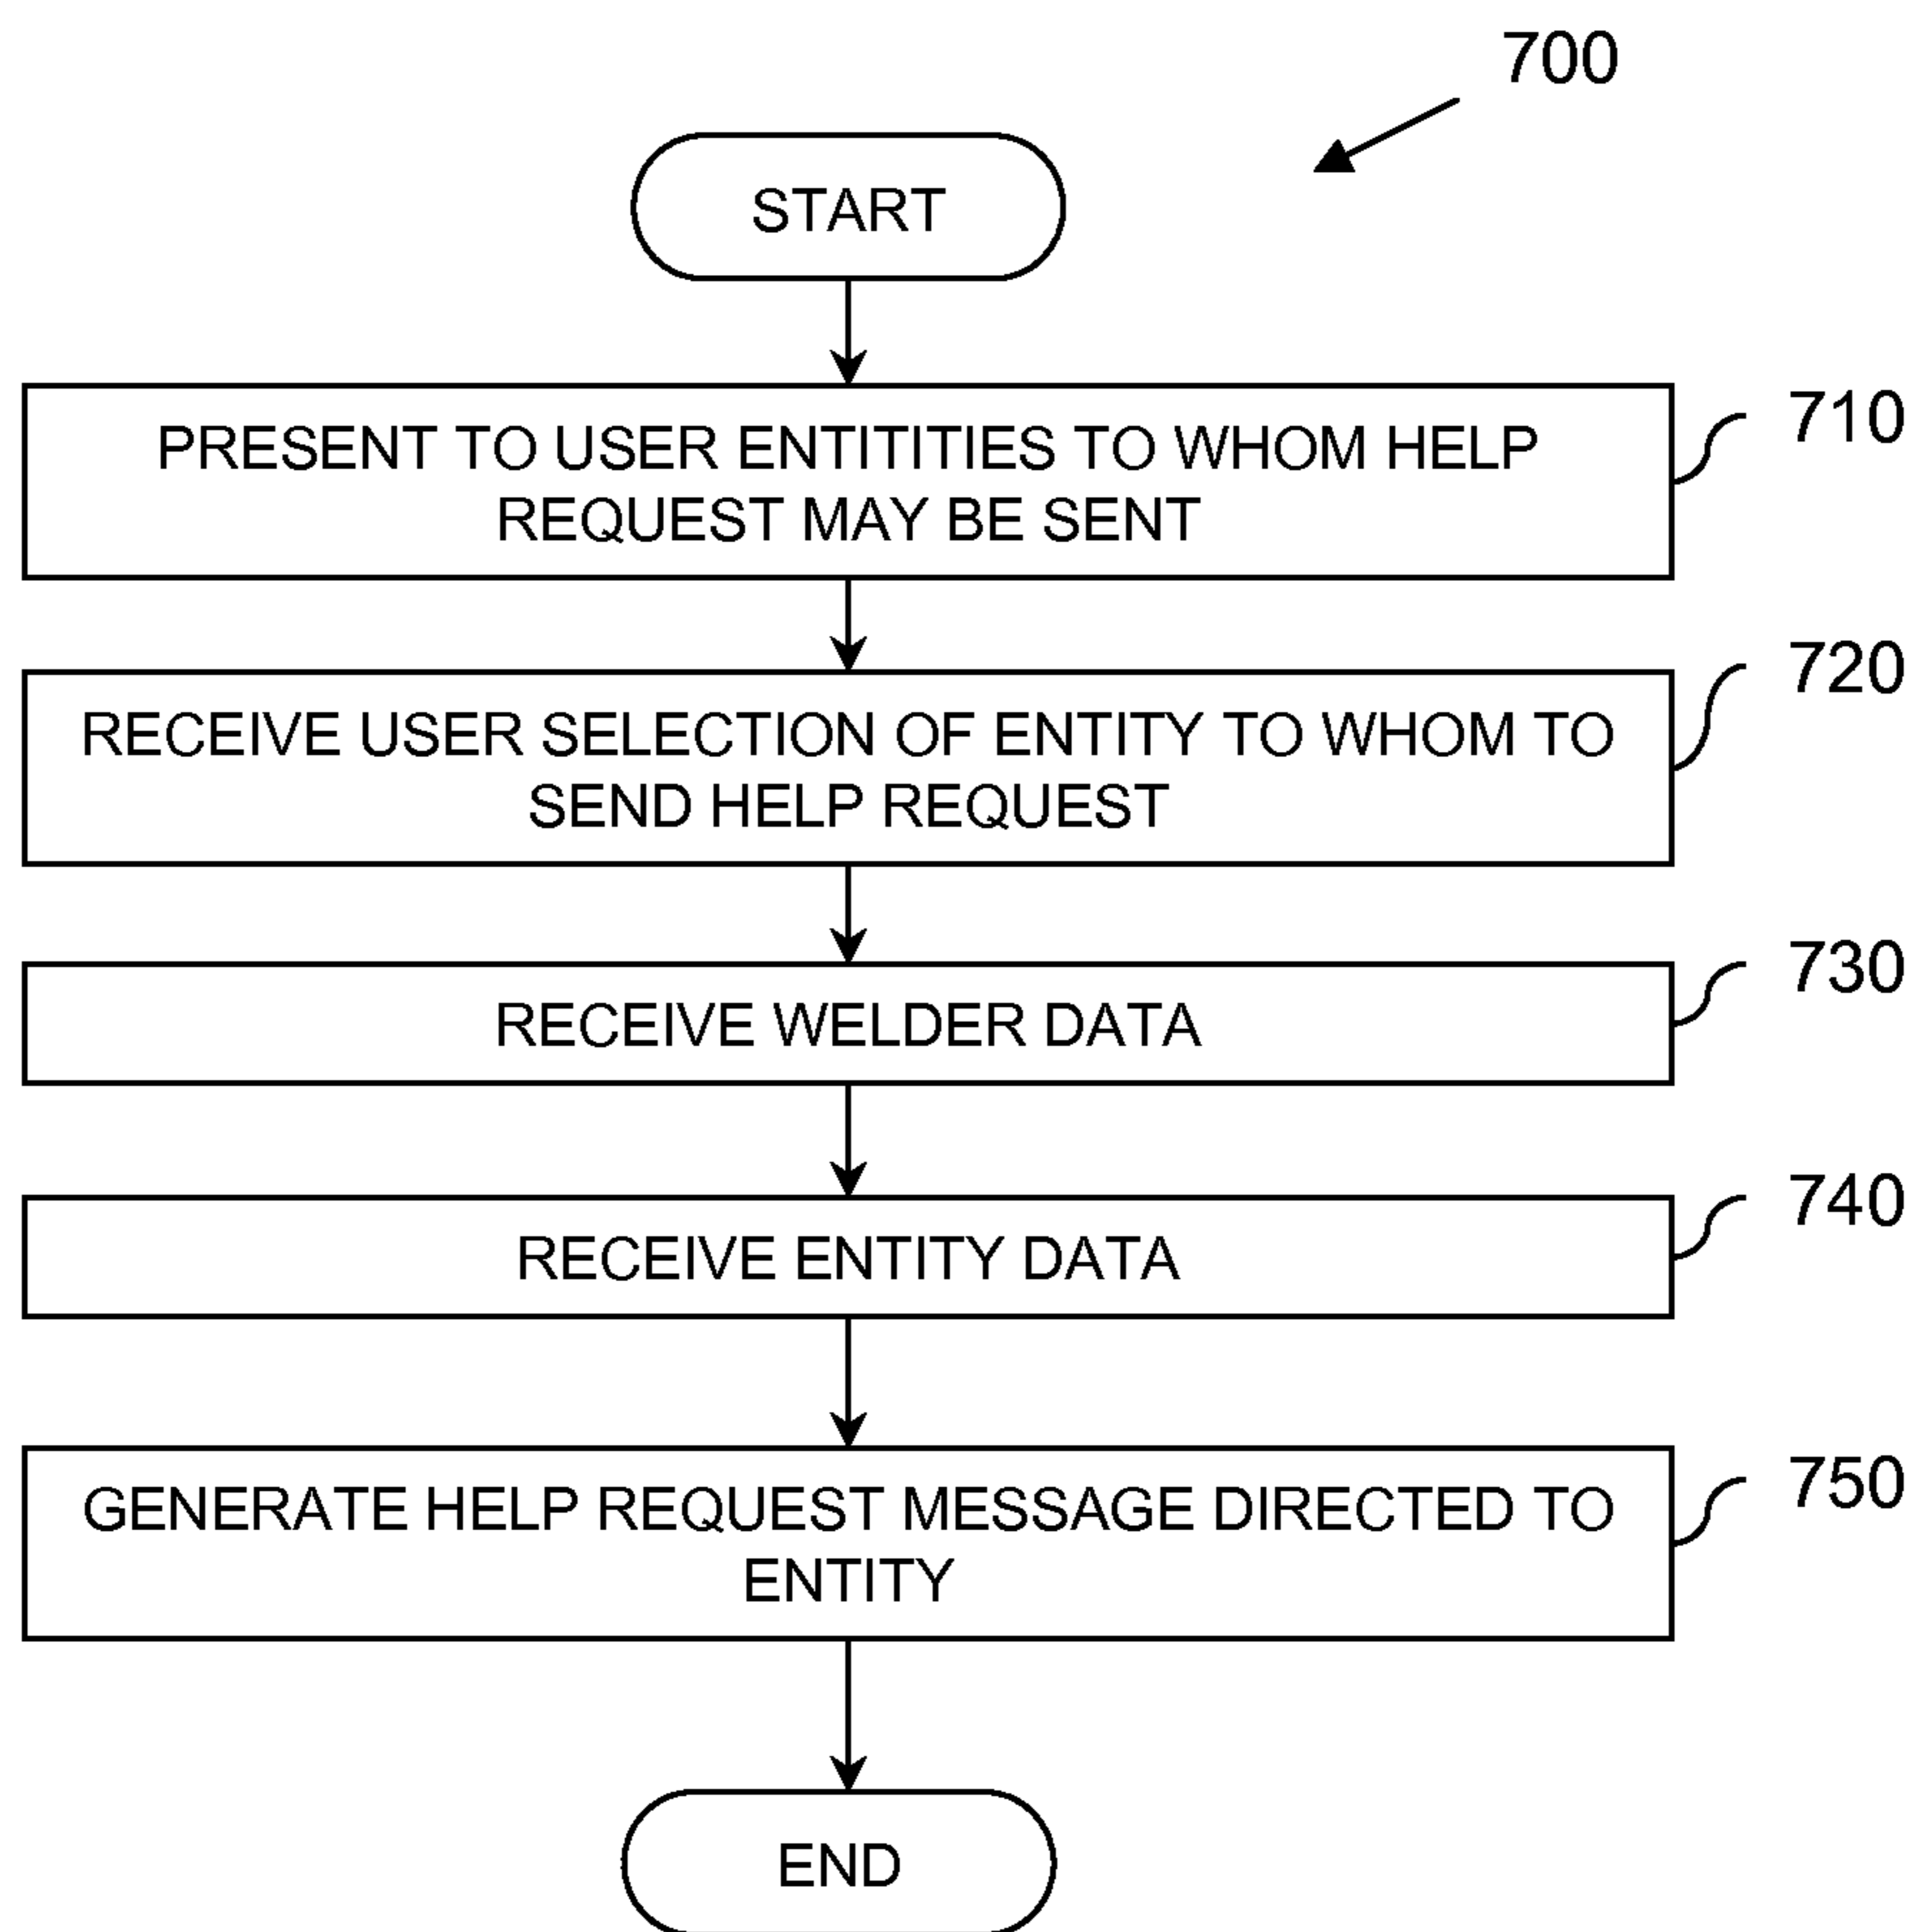 700
START
PRESENT TO USER ENTITITIES TO WHOM HELP
REQUEST MAY BE SENT
710
RECEIVE USER SELECTION OF ENTITY TO WHOM TO
SEND HELP REQUEST
720
RECEIVE WELDER DATA
730
RECEIVE ENTITY DATA
740
GENERATE HELP REQUEST MESSAGE DIRECTED TO
ENTITY
750
END